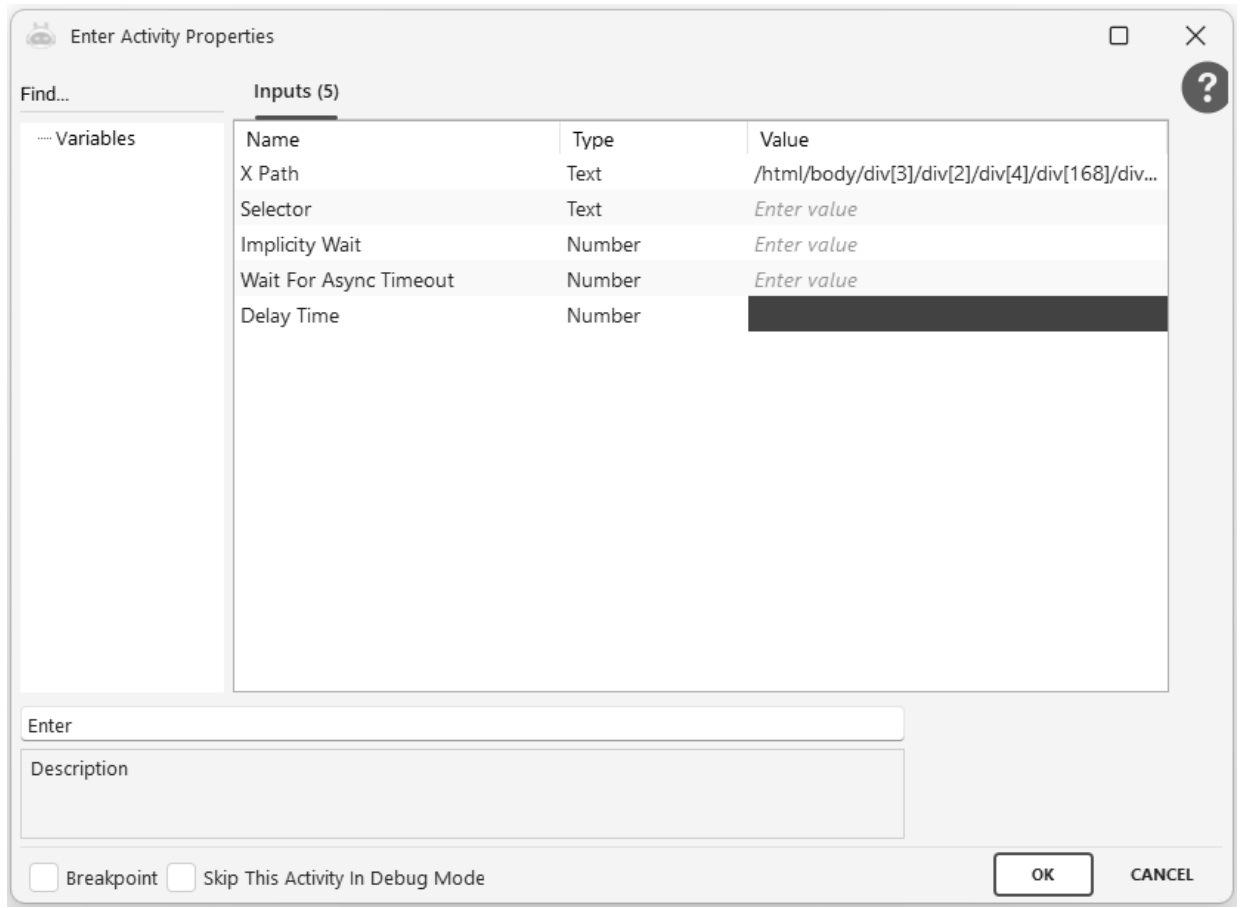 Enter Activity Properties
?
Find...
Inputs (5)
Variables
Name Type Value
X Path Text /html/body/div[3]/div[2]/div[4]/div[168]/div...
Selector Text Enter value
Implicity Wait Number Enter value
Wait For Async Timeout Number Enter value
Delay Time Number
Enter
Description
Breakpoint Skip This Activity In Debug Mode OK CANCEL